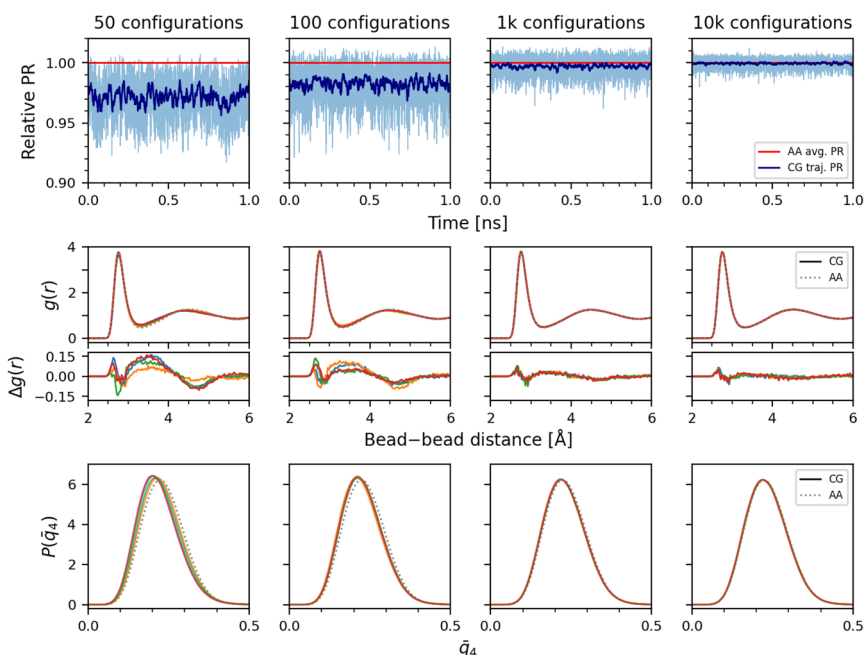 50 configurations 100 configurations 1k configurations 10k configurations
Relative PR
1.00
0.95
0.90
AA avg. PR
CG traj. PR
0.0 0.5 1.0 0.0 0.5 1.0 0.0 0.5 1.0 0.0 0.5 1.0
Time [ns]
g(r)
4
2
0
CG
AA
Δg(r)
0.15
0.00
−0.15
2 4 6 2 4 6 2 4 6 2 4 6
Bead−bead distance [Å]
P(q̄₄)
6
4
2
0
CG
AA
0.0 0.5 0.0 0.5 0.0 0.5 0.0 0.5
q̄₄